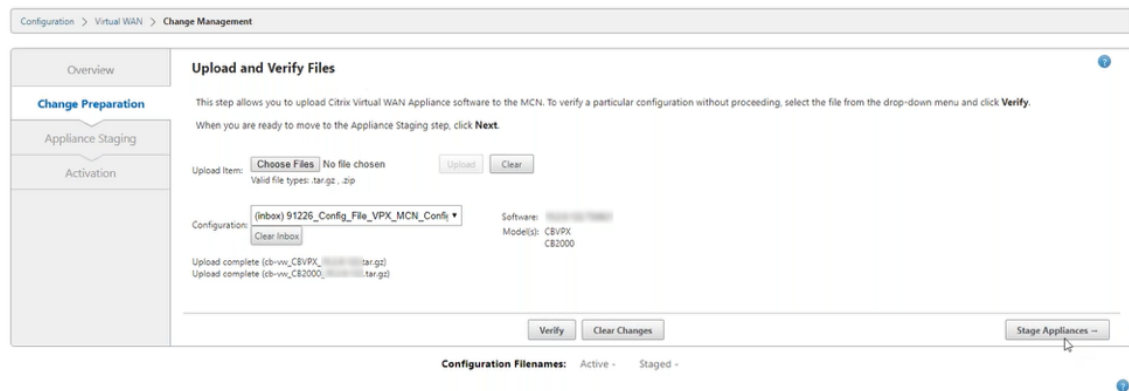 Configuration > Virtual WAN > Change Management
Overview
Change Preparation
Appliance Staging
Activation
Upload and Verify Files
This step allows you to upload Citrix Virtual WAN Appliance software to the MCN. To verify a particular configuration without proceeding, select the file from the drop-down menu and click Verify.
When you are ready to move to the Appliance Staging step, click Next.
Upload Item: Choose Files No file chosen Upload Clear
Valid file types: .tar.gz , .zip
Configuration: (inbox) 91226_Config_File_VPX_MCN_Config
Clear Inbox
Software:
Model(s): CBVPX
CB2000
Upload complete (cb-vw_CBVPX_ tar.gz)
Upload complete (cb-vw_CB2000_ .tar.gz)
Verify Clear Changes Stage Appliances →
Configuration Filenames: Active - Staged -